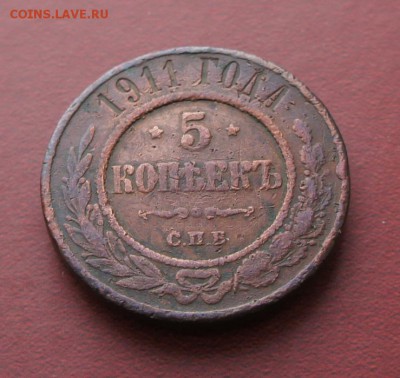 COINS.LAVE.RU
1911 ГОДА.
5
КОПѢЕКЪ
С.П.Б.